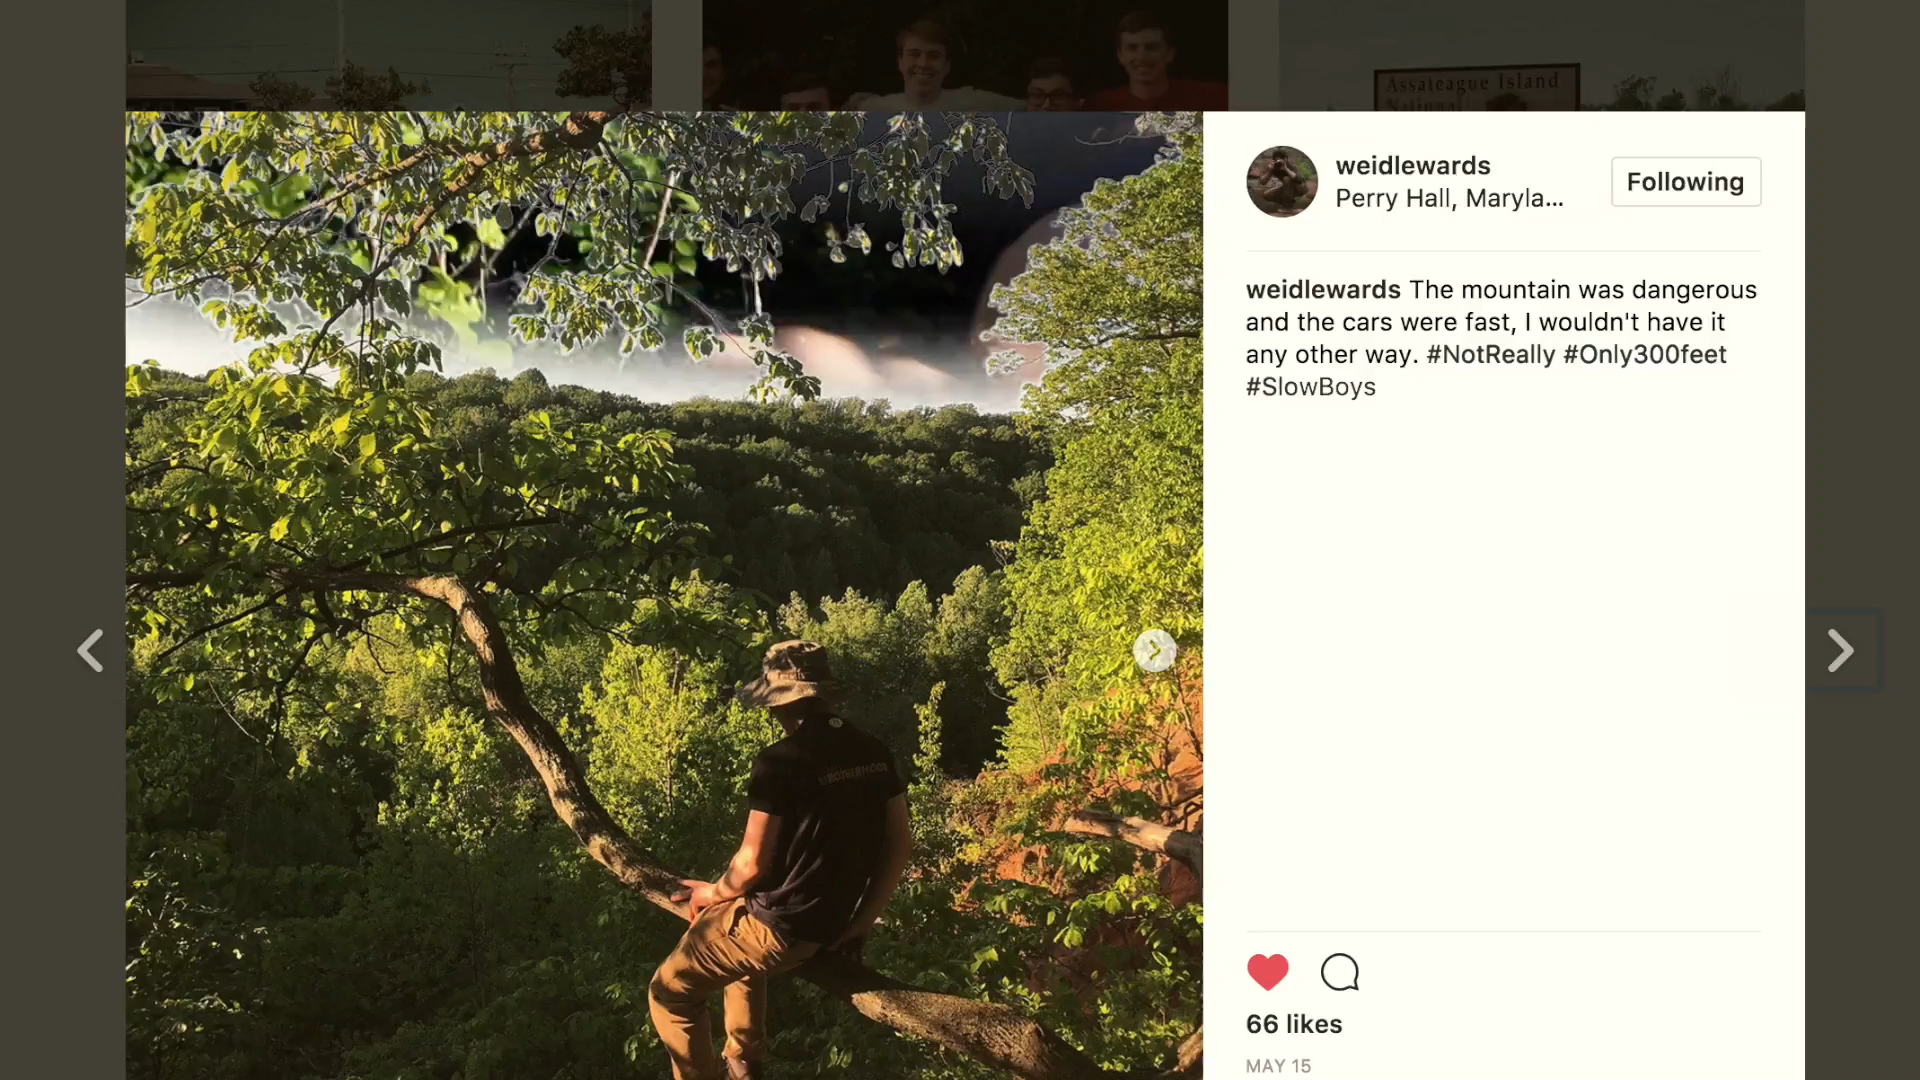 Assateague Island
National
weidlewards
Perry Hall, Maryla...
Following
weidlewards The mountain was dangerous
and the cars were fast, I wouldn't have it
any other way. #NotReally #Only300feet
#SlowBoys
66 likes
MAY 15